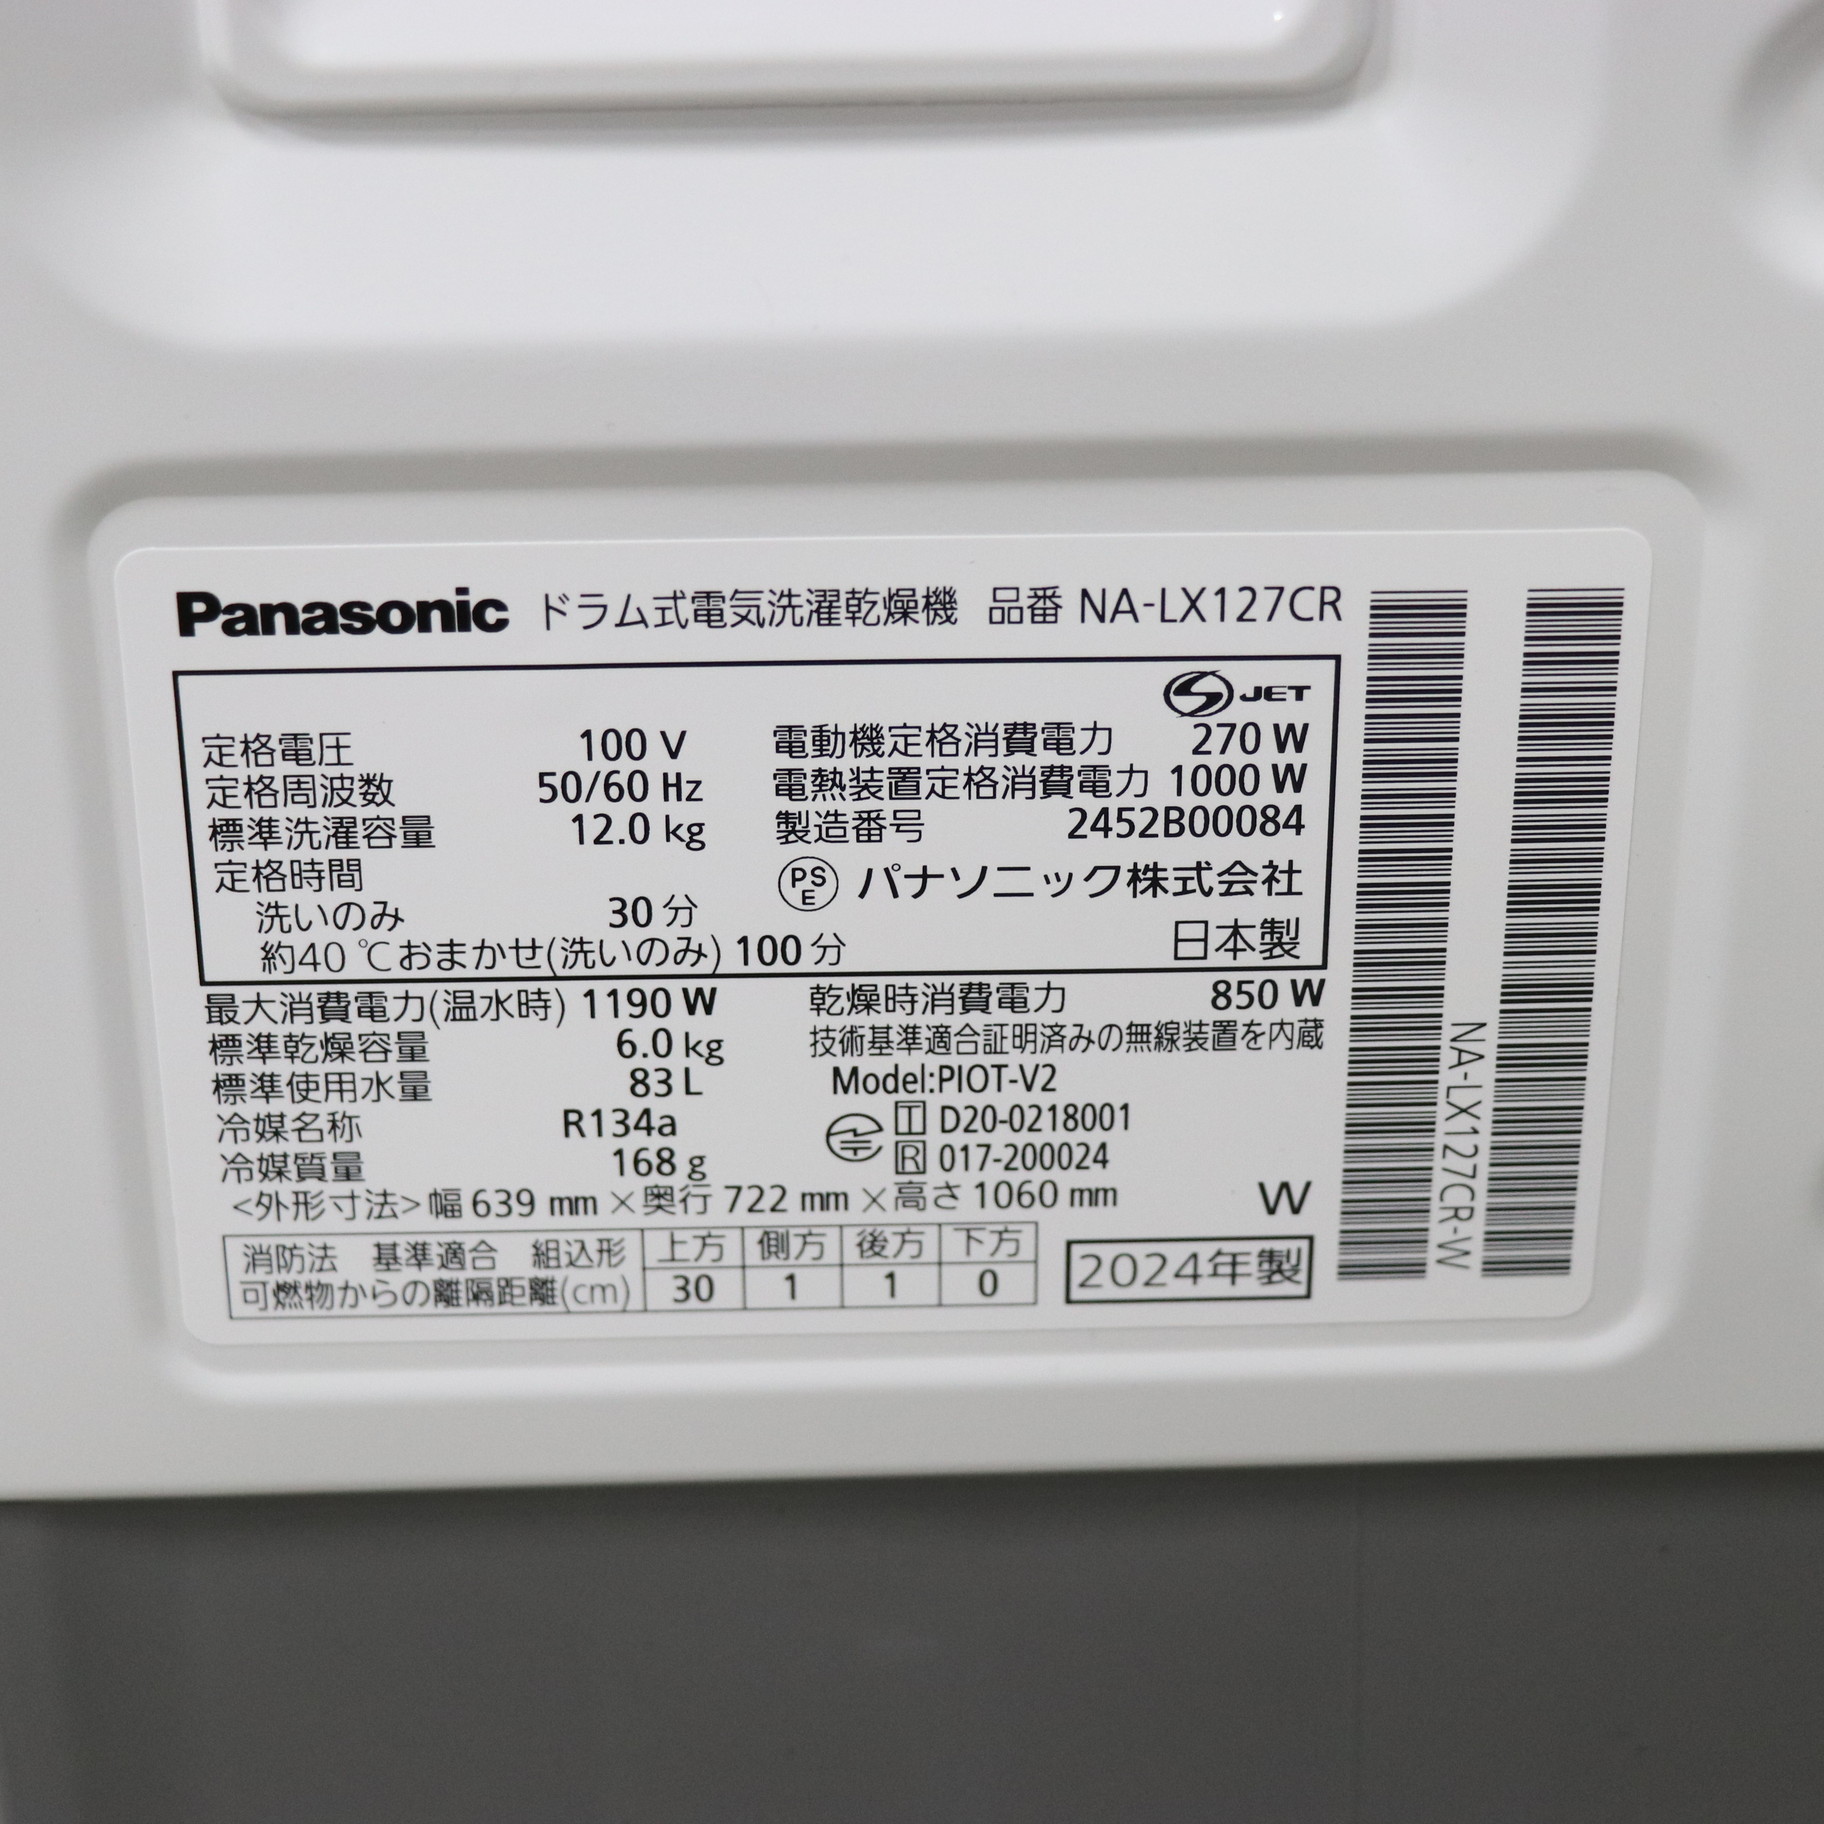 Panasonic ドラム式電気洗濯乾燥機 品番 NA-LX127CR
S JET
定格電圧 100 V
定格周波数 50/60 Hz
標準洗濯容量 12.0 kg
定格時間
洗いのみ 30 分
約40℃おまかせ(洗いのみ) 100 分
電動機定格消費電力 270 W
電熱装置定格消費電力 1000 W
製造番号 2452B00084
PSE パナソニック株式会社
日本製
最大消費電力(温水時) 1190 W
標準乾燥容量 6.0 kg
標準使用水量 83 L
冷媒名称 R134a
冷媒質量 168 g
乾燥時消費電力 850 W
技術基準適合証明済みの無線装置を内蔵
Model:PIOT-V2
T D20-0218001
R 017-200024
<外形寸法>幅 639 mm×奥行 722 mm×高さ 1060 mm
W
消防法 基準適合 組込形 上方 側方 後方 下方
可燃物からの離隔距離(cm) 30 1 1 0
2024年製
NA-LX127CR-W